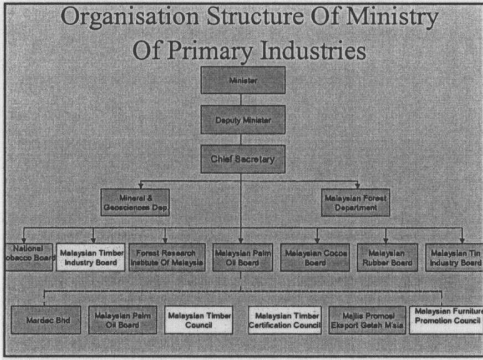 Organisation Structure Of Ministry
Of Primary Industries
Minister
Deputy Minister
Chief Secretary
Mineral &
Geosciences Dep.
Malaysian Forest
Department
National
obacco Board
Malaysian Timber
Industry Board
Forest Research
Institute Of Malaysia
Malaysian Palm
Oil Board
Malaysian Cocoa
Board
Malaysian
Rubber Board
Malaysian Tin
Industry Board
Mardec Bhd
Malaysian Palm
Oil Board
Malaysian Timber
Council
Malaysian Timber
Certification Council
Majlis Promosi
Eksport Getah M'sia
Malaysian Furniture
Promotion Council